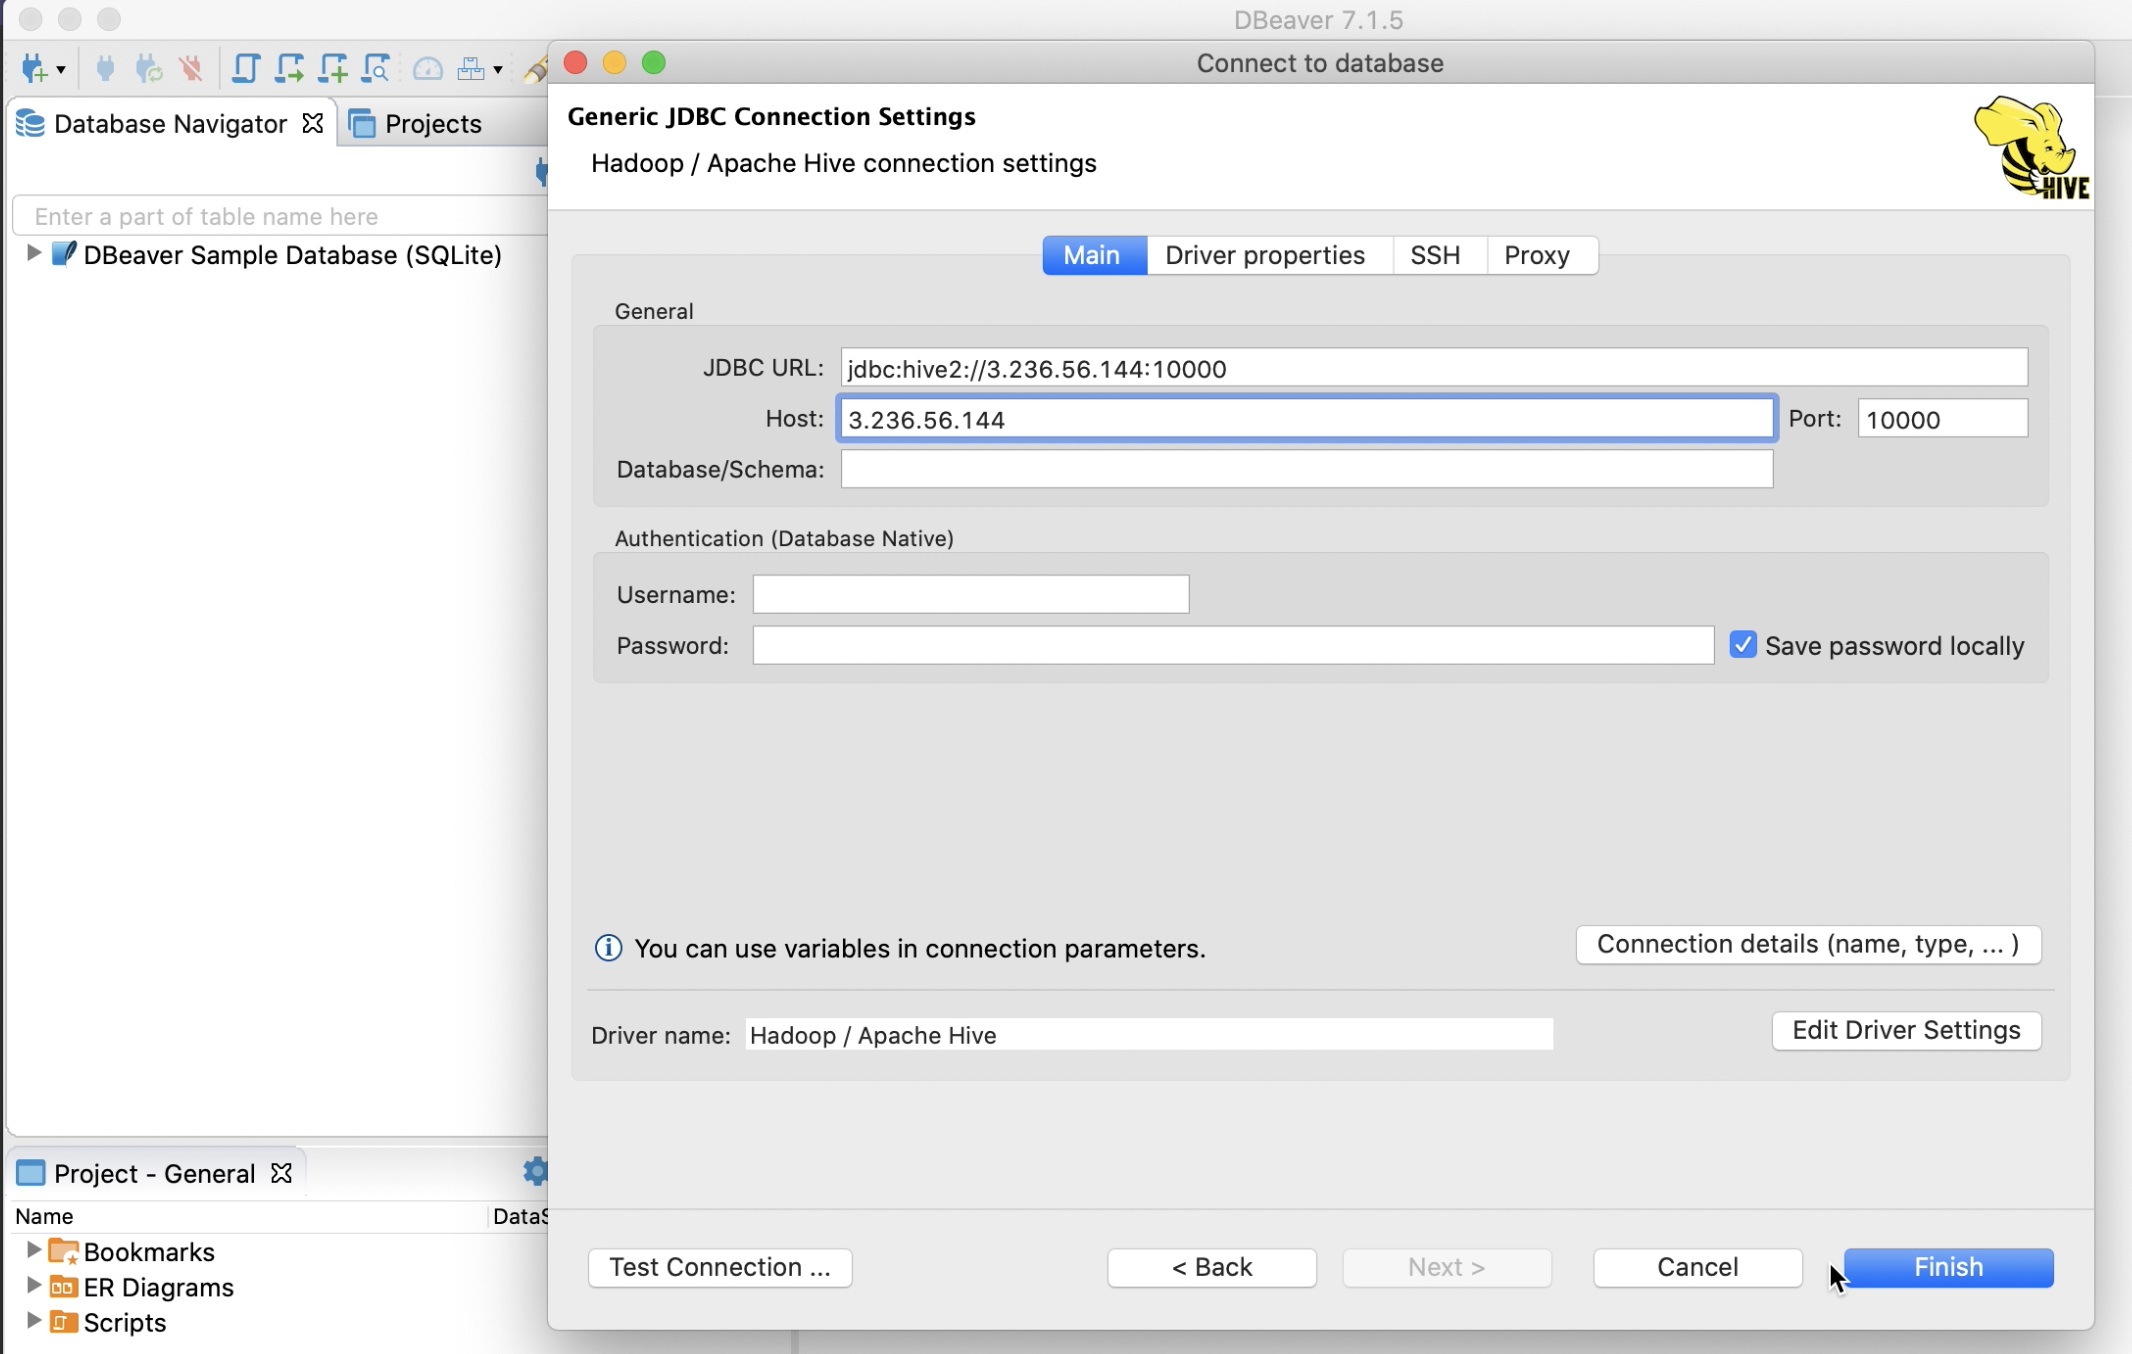 DBeaver 7.1.5
Connect to database
Database Navigator
Projects
Enter a part of table name here
DBeaver Sample Database (SQLite)
Generic JDBC Connection Settings
Hadoop / Apache Hive connection settings
HIVE
Main
Driver properties
SSH
Proxy
General
JDBC URL: jdbc:hive2://3.236.56.144:10000
Host: 3.236.56.144 Port: 10000
Database/Schema:
Authentication (Database Native)
Username:
Password: Save password locally
You can use variables in connection parameters.
Connection details (name, type, ... )
Driver name: Hadoop / Apache Hive
Edit Driver Settings
Project - General
Name DataS
Bookmarks
ER Diagrams
Scripts
Test Connection ...
< Back
Next >
Cancel
Finish